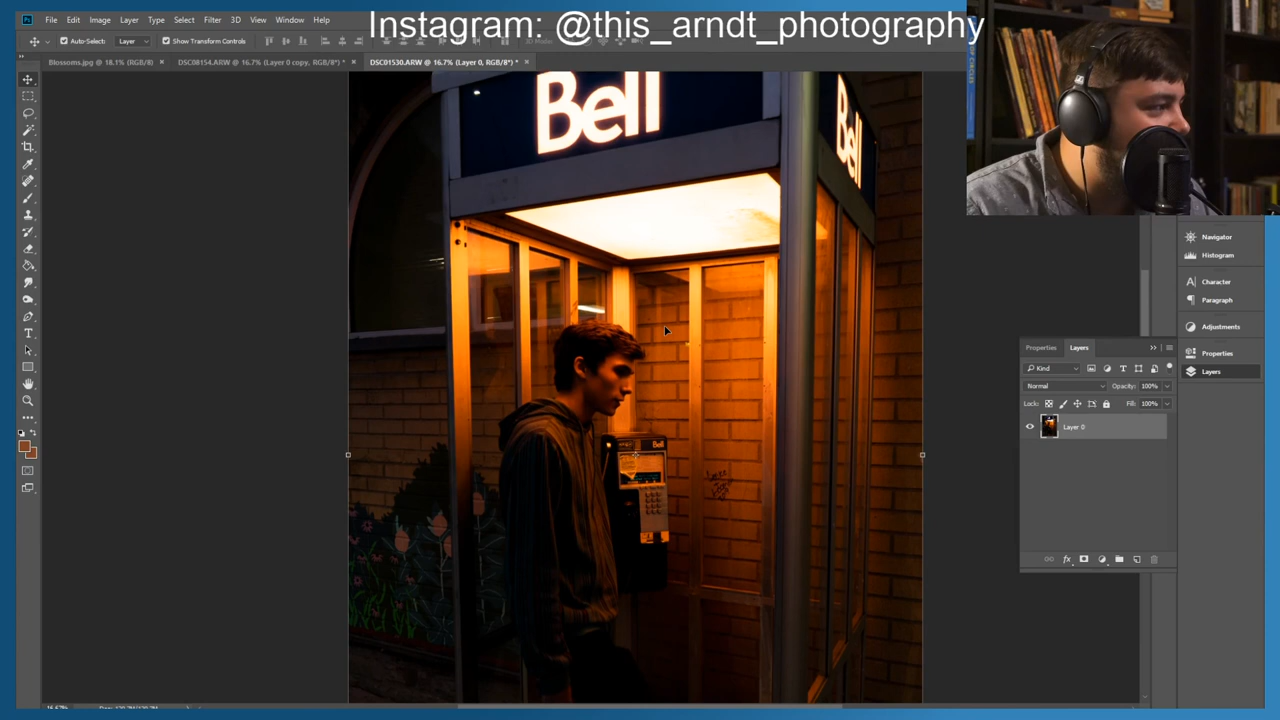 Instagram: @this_arndt_photography
Ps File Edit Image Layer Type Select Filter 3D View Window Help
Auto-Select: Layer Show Transform Controls
Blossoms.jpg @ 18.1% (RGB/8) × DSC08154.ARW @ 16.7% (Layer 0 copy, RGB/8*) * × DSC01530.ARW @ 16.7% (Layer 0, RGB/8*) * ×
Bell
Bell
Bell
Navigator
Histogram
Character
Paragraph
Adjustments
Properties
Layers
Properties Layers
Kind
Normal Opacity: 100%
Lock: Fill: 100%
Layer 0
fx